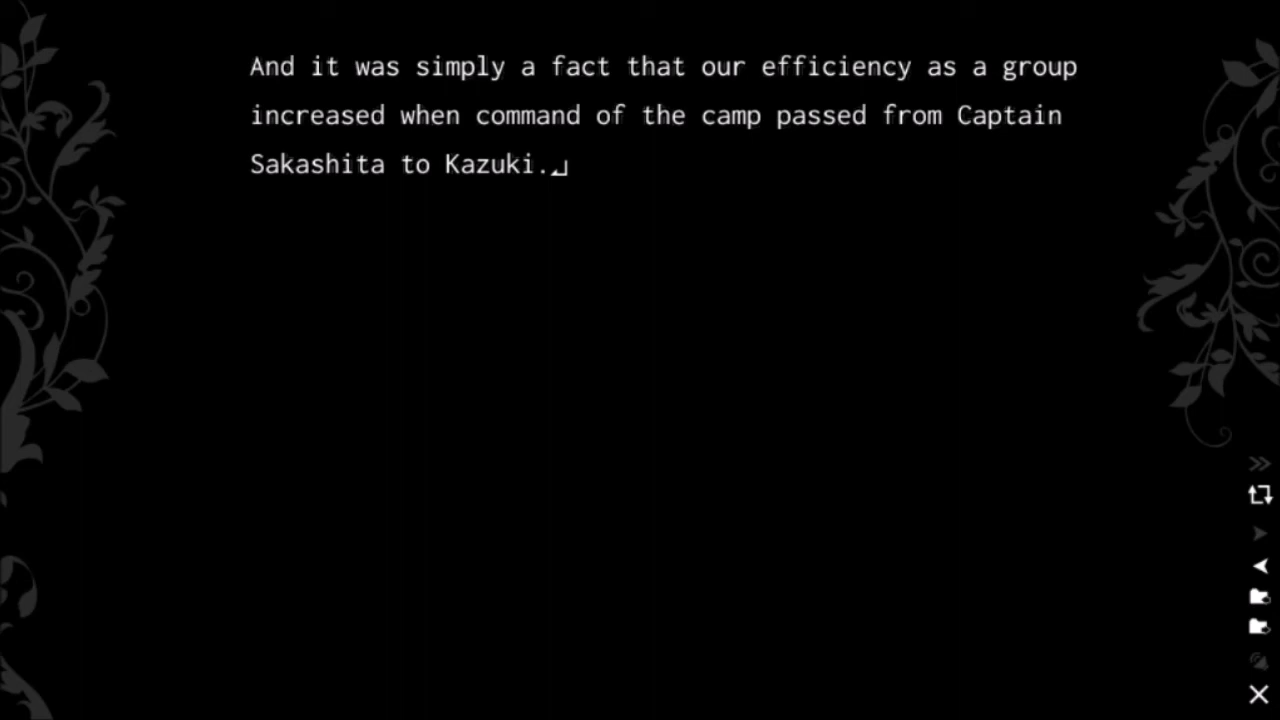 And it was simply a fact that our efficiency as a group
increased when command of the camp passed from Captain
Sakashita to Kazuki.